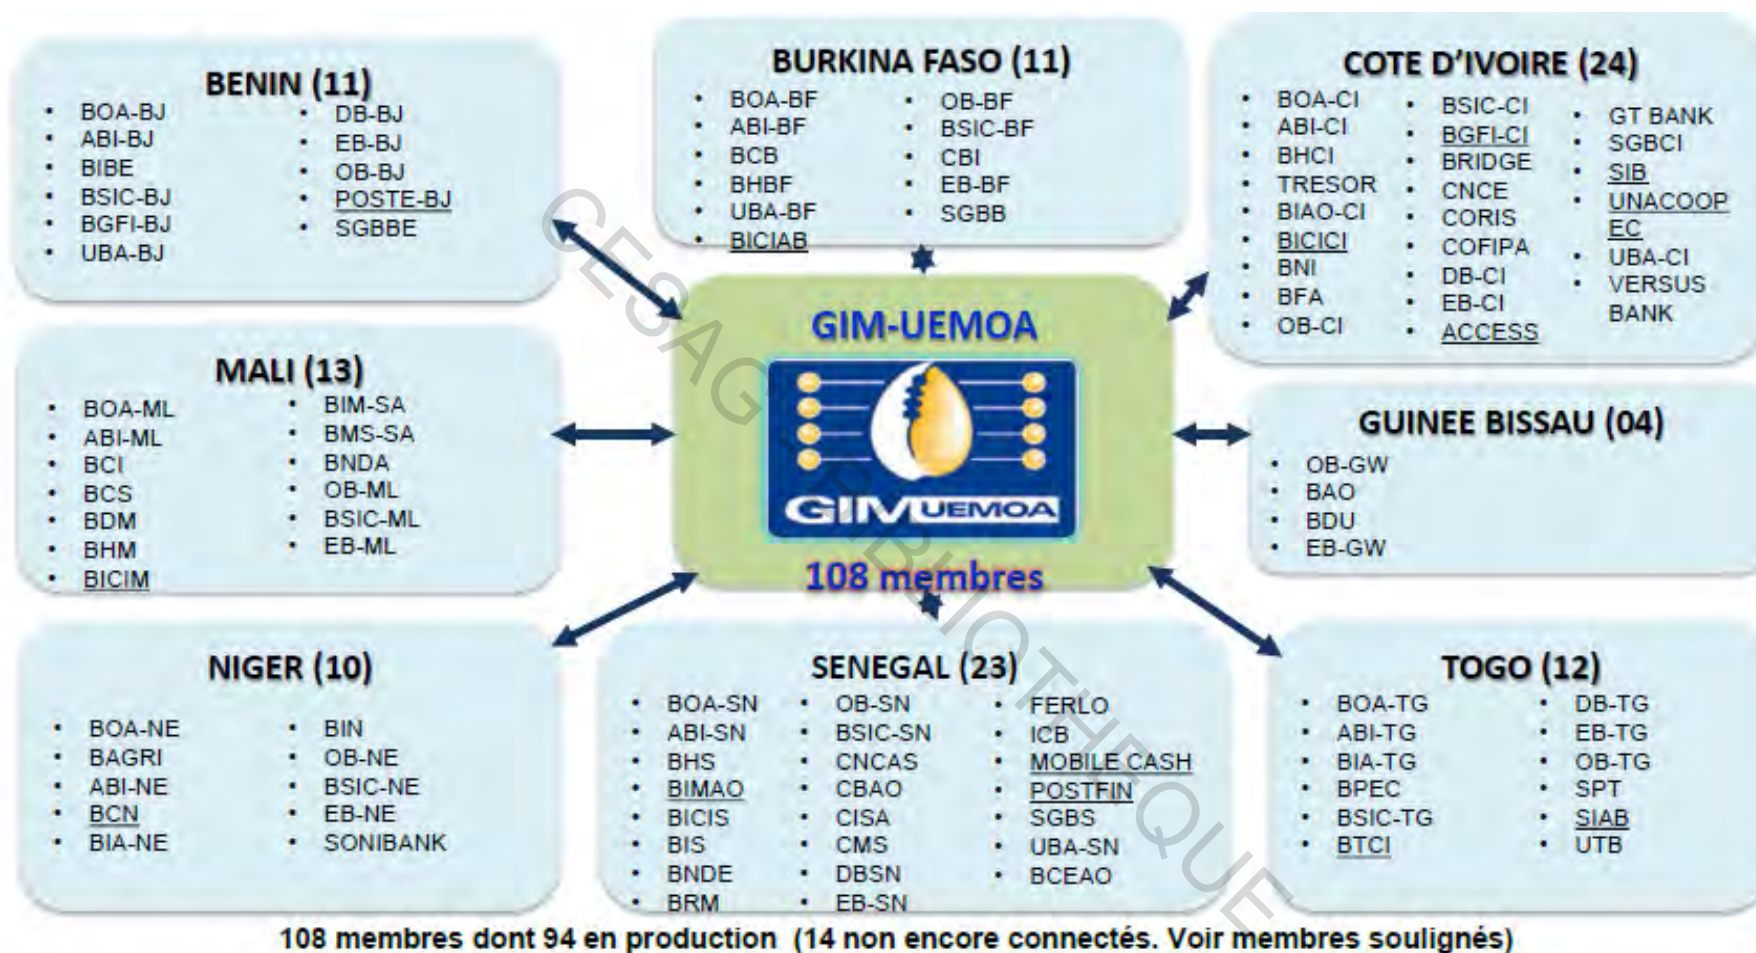 BENIN (11)
• BOA-BJ
• ABI-BJ
• BIBE
• BSIC-BJ
• BGFI-BJ
• UBA-BJ
• DB-BJ
• EB-BJ
• OB-BJ
• POSTE-BJ
• SGBBE
BURKINA FASO (11)
• BOA-BF
• ABI-BF
• BCB
• BHBF
• UBA-BF
• BICIAB
• OB-BF
• BSIC-BF
• CBI
• EB-BF
• SGBB
COTE D'IVOIRE (24)
• BOA-CI
• ABI-CI
• BHCI
• TRESOR
• BIAO-CI
• BICICI
• BNI
• BFA
• OB-CI
• BSIC-CI
• BGFI-CI
• BRIDGE
• CNCE
• CORIS
• COFIPA
• DB-CI
• EB-CI
• ACCESS
• GT BANK
• SGBCI
• SIB
• UNACOOP
EC
• UBA-CI
• VERSUS
BANK
MALI (13)
• BOA-ML
• ABI-ML
• BCI
• BCS
• BDM
• BHM
• BICIM
• BIM-SA
• BMS-SA
• BNDA
• OB-ML
• BSIC-ML
• EB-ML
GIM-UEMOA
GIM UEMOA
108 membres
GUINEE BISSAU (04)
• OB-GW
• BAO
• BDU
• EB-GW
NIGER (10)
• BOA-NE
• BAGRI
• ABI-NE
• BCN
• BIA-NE
• BIN
• OB-NE
• BSIC-NE
• EB-NE
• SONIBANK
SENEGAL (23)
• BOA-SN
• ABI-SN
• BHS
• BIMAO
• BICIS
• BIS
• BNDE
• BRM
• OB-SN
• BSIC-SN
• CNCAS
• CBAO
• CISA
• CMS
• DBSN
• EB-SN
• FERLO
• ICB
• MOBILE CASH
• POSTFIN
• SGBS
• UBA-SN
• BCEAO
TOGO (12)
• BOA-TG
• ABI-TG
• BIA-TG
• BPEC
• BSIC-TG
• BTCI
• DB-TG
• EB-TG
• OB-TG
• SPT
• SIAB
• UTB
108 membres dont 94 en production (14 non encore connectés. Voir membres soulignés)
CESAG - BIBLIOTHEQUE